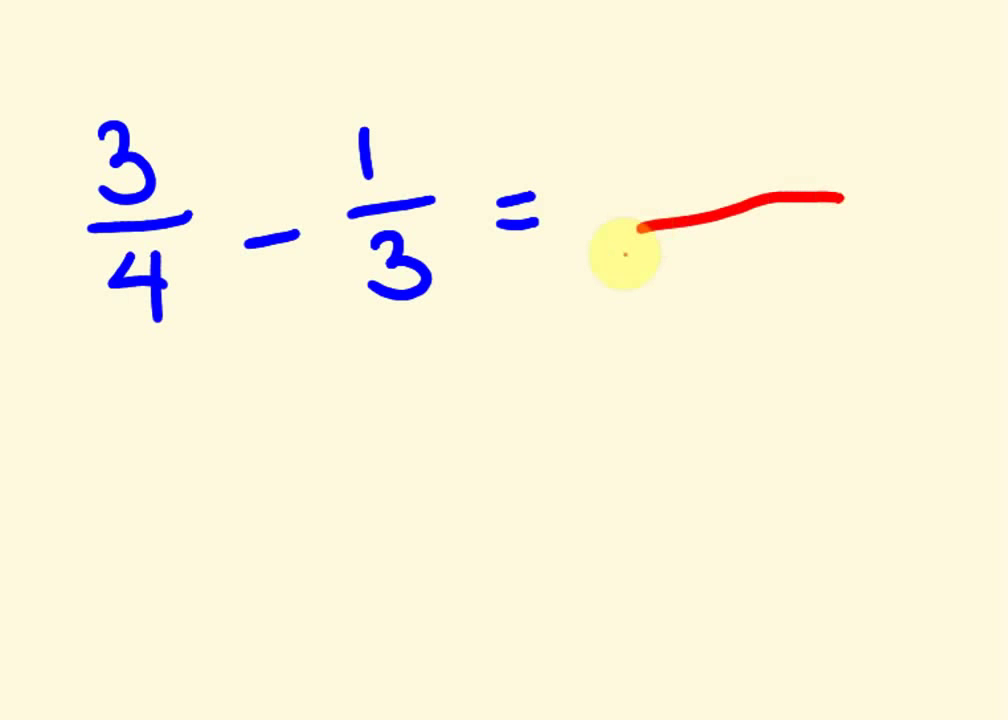 3/4 - 1/3 =